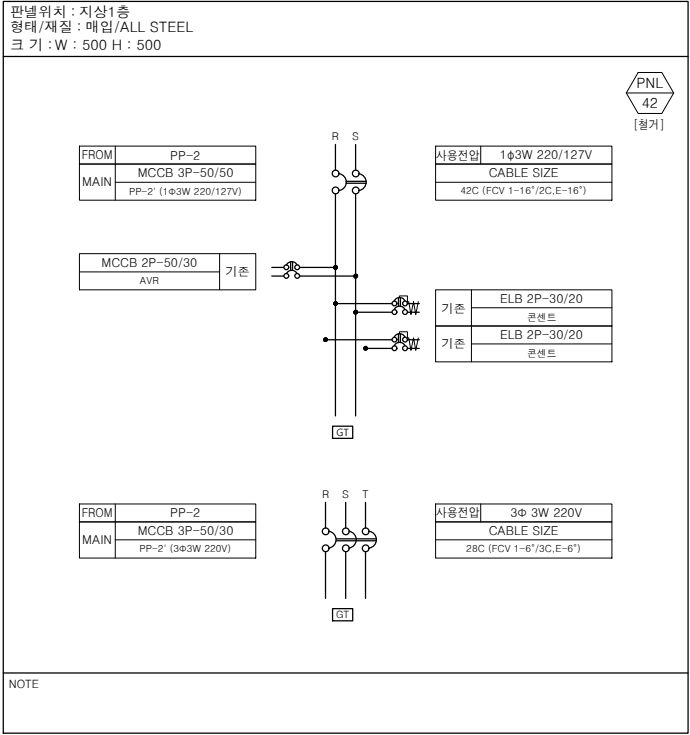 판넬위치 : 지상1층
형태/재질 : 매입/ALL STEEL
크 기 : W : 500 H : 500
PNL
42
[철거]
R S
FROM PP-2
MAIN MCCB 3P-50/50
PP-2' (1Φ3W 220/127V)
사용전압 1ϕ3W 220/127V
CABLE SIZE
42C (FCV 1-16°/2C,E-16°)
MCCB 2P-50/30
AVR
기존
기존 ELB 2P-30/20
콘센트
기존 ELB 2P-30/20
콘센트
GT
R S T
FROM PP-2
MAIN MCCB 3P-50/30
PP-2' (3Φ3W 220V)
사용전압 3Φ 3W 220V
CABLE SIZE
28C (FCV 1-6°/3C,E-6°)
GT
NOTE